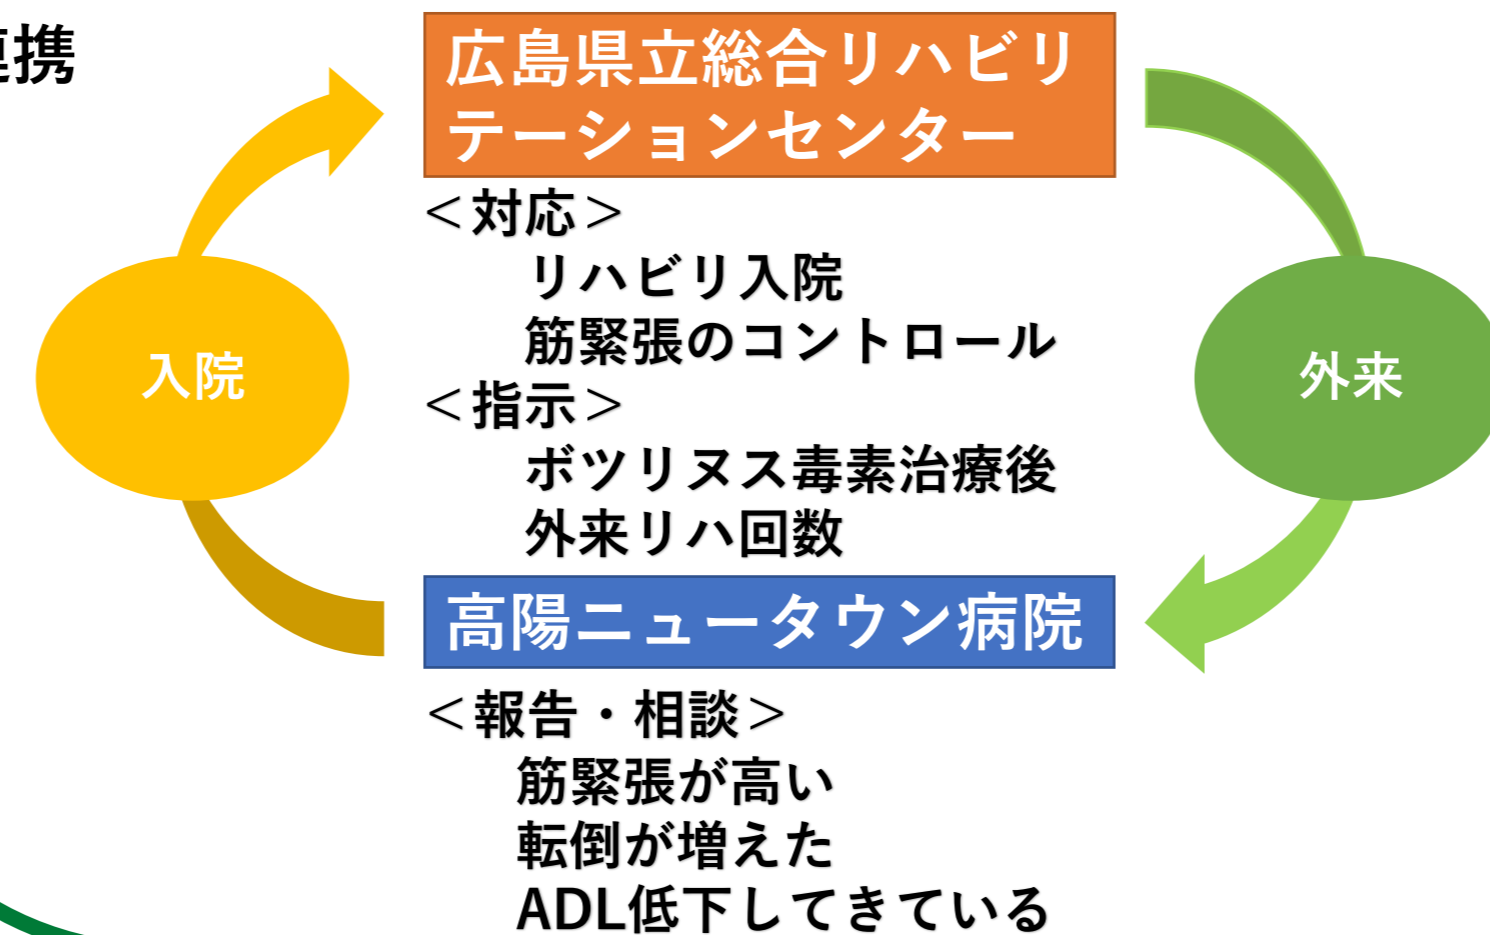 連携
広島県立総合リハビリ
テーションセンター
＜対応＞
リハビリ入院
筋緊張のコントロール
入院
外来
＜指示＞
ボツリヌス毒素治療後
外来リハ回数
高陽ニュータウン病院
＜報告・相談＞
筋緊張が高い
転倒が増えた
ADL低下してきている